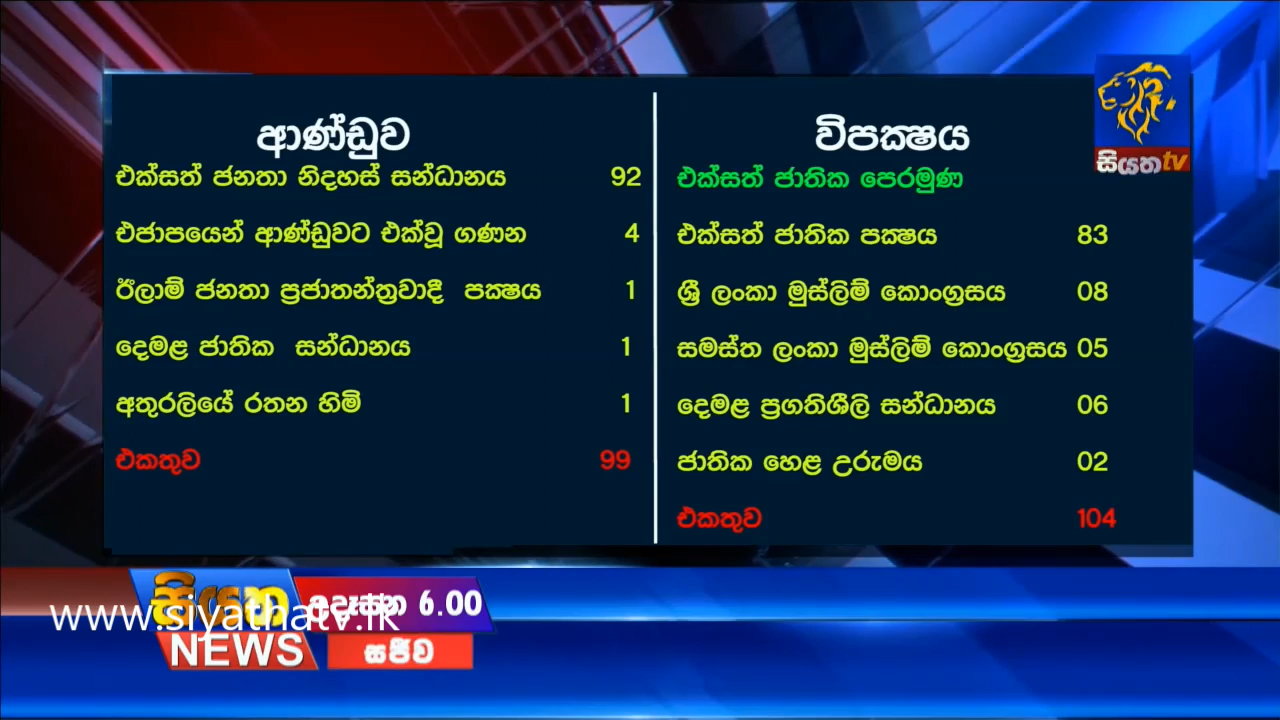 ආණ්ඩුව
එක්සත් ජනතා නිදහස් සන්ධානය 92
එජාපයෙන් ආණ්ඩුවට එක්වූ ගණන 4
ඊලාම් ජනතා ප්‍රජාතන්ත්‍රවාදී පක්‍ෂය 1
දෙමළ ජාතික සන්ධානය 1
අතුරලියේ රතන හිමි 1
එකතුව 99
විපක්‍ෂය
එක්සත් ජාතික පෙරමුණ
එක්සත් ජාතික පක්‍ෂය 83
ශ්‍රී ලංකා මුස්ලිම් කොංග්‍රසය 08
සමස්ත ලංකා මුස්ලිම් කොංග්‍රසය 05
දෙමළ ප්‍රගතිශීලි සන්ධානය 06
ජාතික හෙළ උරුමය 02
එකතුව 104
සියත tv
සියත උදෑසන 6.00
www.siyathatv.lk
NEWS සජීව